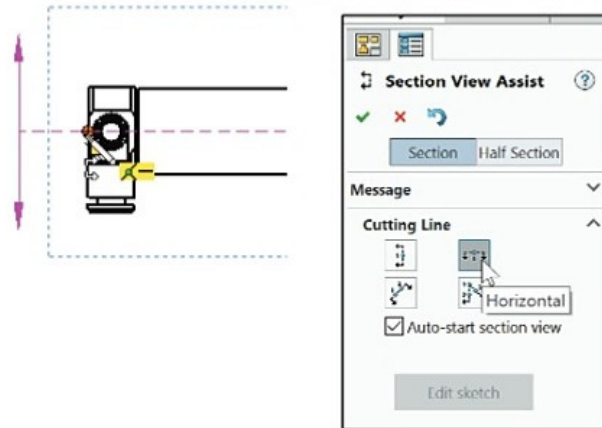 Section View Assist
Section Half Section
Message
Cutting Line
Horizontal
Auto-start section view
Edit sketch